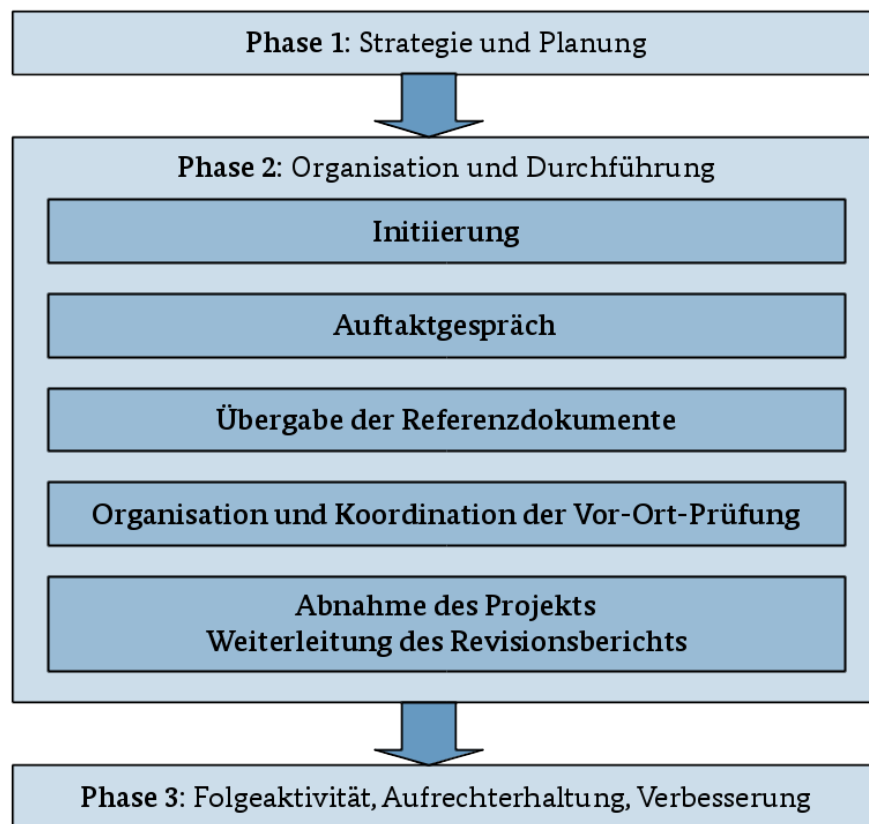 Phase 1: Strategie und Planung
Phase 2: Organisation und Durchführung
Initiierung
Auftaktgespräch
Übergabe der Referenzdokumente
Organisation und Koordination der Vor-Ort-Prüfung
Abnahme des Projekts
Weiterleitung des Revisionsberichts
Phase 3: Folgeaktivität, Aufrechterhaltung, Verbesserung